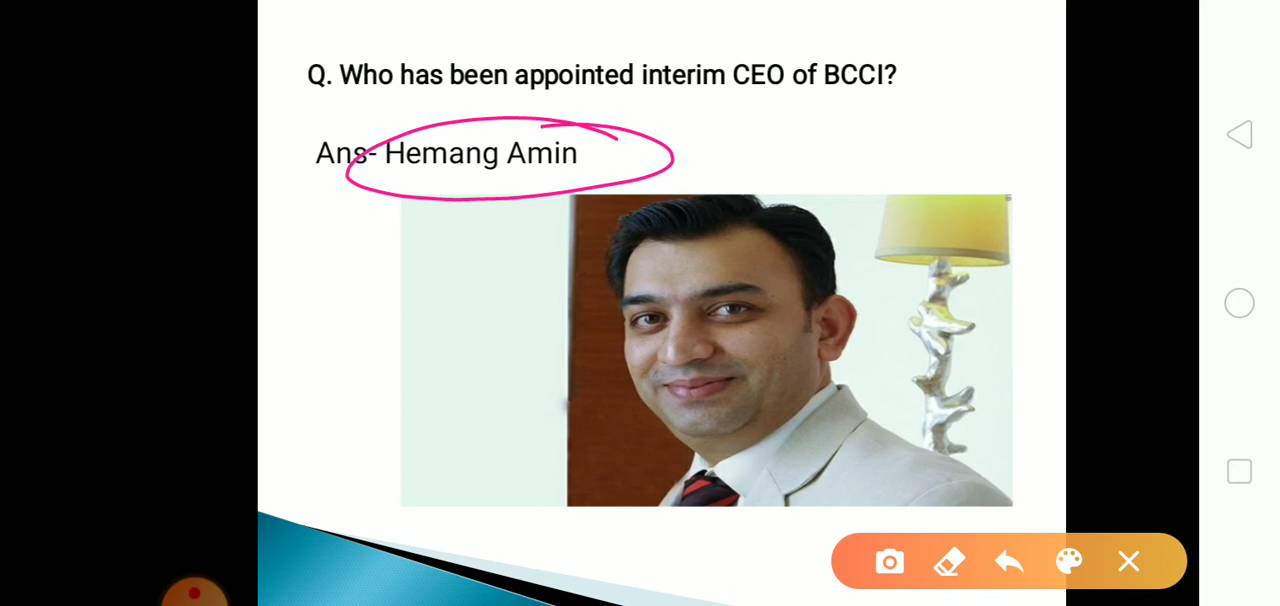 Q. Who has been appointed interim CEO of BCCI?
Ans- Hemang Amin